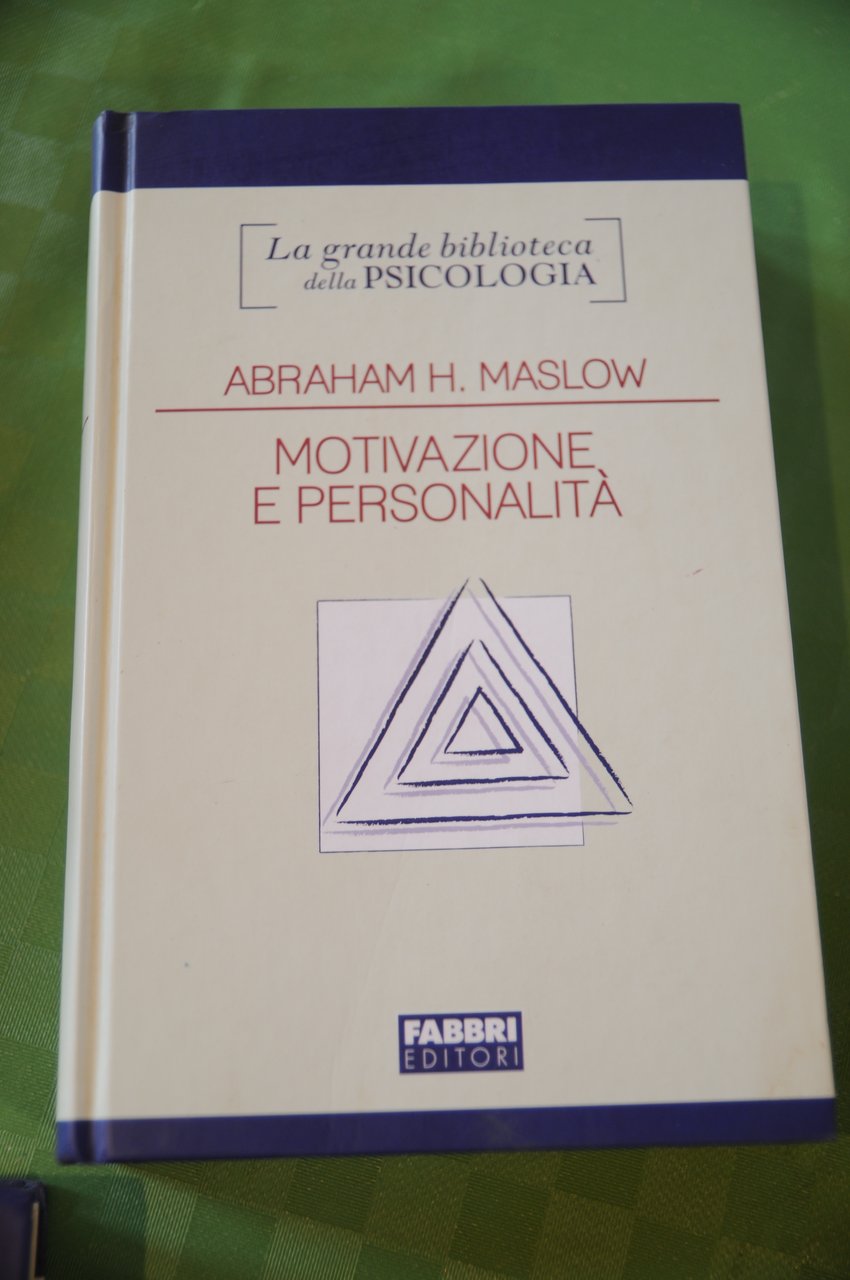 La grande biblioteca
della PSICOLOGIA
ABRAHAM H. MASLOW
MOTIVAZIONE
E PERSONALITÀ
FABBRI
EDITORI